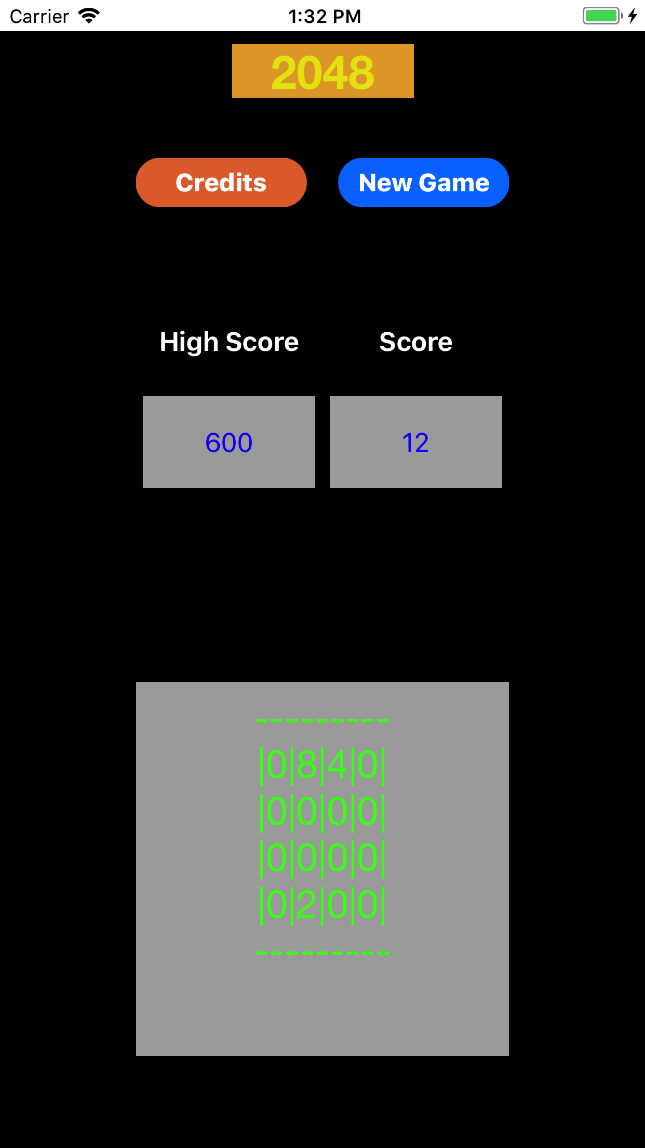 Carrier 1:32 PM
2048
Credits New Game
High Score Score
600 12
---------
|0|8|4|0|
|0|0|0|0|
|0|0|0|0|
|0|2|0|0|
---------